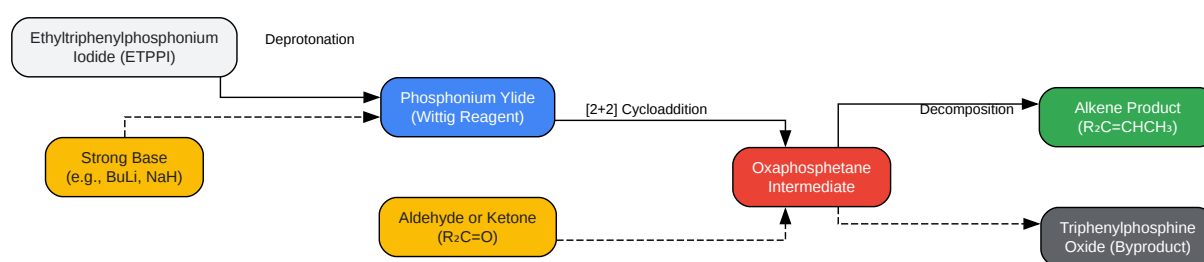 Ethyltriphenylphosphonium
Iodide (ETPPI)
Deprotonation
Strong Base
(e.g., BuLi, NaH)
Phosphonium Ylide
(Wittig Reagent)
[2+2] Cycloaddition
Aldehyde or Ketone
(R₂C=O)
Oxaphosphetane
Intermediate
Decomposition
Alkene Product
(R₂C=CHCH₃)
Triphenylphosphine
Oxide (Byproduct)